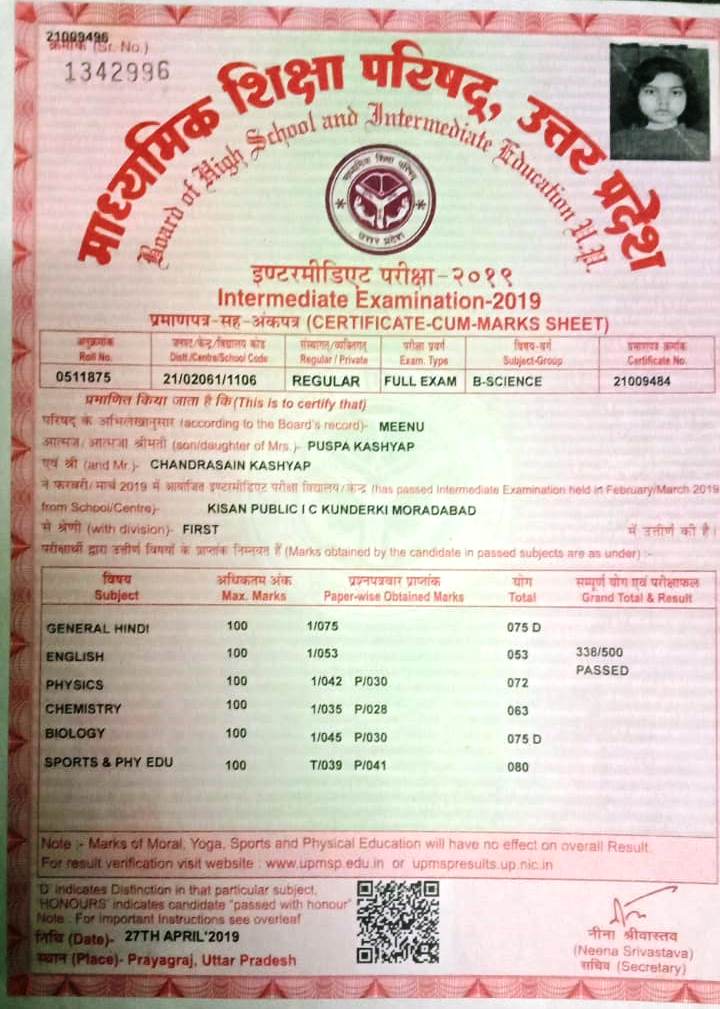 21009496
क्रमांक (Sr. No.)
1342996
माध्यमिक शिक्षा परिषद्, उत्तर प्रदेश
Board of High School and Intermediate Education U.P.
माध्यमिक शिक्षा परिषद्
उत्तर प्रदेश
इण्टरमीडिएट परीक्षा-२०१९
Intermediate Examination-2019
प्रमाणपत्र-सह-अंकपत्र (CERTIFICATE-CUM-MARKS SHEET)
अनुक्रमांक जनपद/केन्द्र/विद्यालय कोड संस्थागत/व्यक्तिगत परीक्षा प्रवर्ग विषय-वर्ग प्रमाणपत्र क्रमांक
Roll No. Distt./Centre/School Code Regular / Private Exam. Type Subject-Group Certificate No.
0511875 21/02061/1106 REGULAR FULL EXAM B-SCIENCE 21009484
प्रमाणित किया जाता है कि (This is to certify that)
परिषद के अभिलेखानुसार (according to the Board's record)- MEENU
आत्मज/आत्मजा श्रीमती (son/daughter of Mrs.)- PUSPA KASHYAP
एवं श्री (and Mr.)- CHANDRASAIN KASHYAP
ने फरवरी/मार्च 2019 में आयोजित इण्टरमीडिएट परीक्षा विद्यालय/केन्द्र (has passed Intermediate Examination held in February/March 2019
from School/Centre)- KISAN PUBLIC I C KUNDERKI MORADABAD
से श्रेणी (with division)- FIRST में उत्तीर्ण की है।
परीक्षार्थी द्वारा उत्तीर्ण विषयों के प्राप्तांक निम्नवत हैं (Marks obtained by the candidate in passed subjects are as under) :-
विषय अधिकतम अंक प्रश्नपत्रवार प्राप्तांक योग सम्पूर्ण योग एवं परीक्षाफल
Subject Max. Marks Paper-wise Obtained Marks Total Grand Total & Result
GENERAL HINDI 100 1/075 075 D
ENGLISH 100 1/053 053 338/500
PASSED
PHYSICS 100 1/042 P/030 072
CHEMISTRY 100 1/035 P/028 063
BIOLOGY 100 1/045 P/030 075 D
SPORTS & PHY EDU 100 T/039 P/041 080
Note :- Marks of Moral, Yoga, Sports and Physical Education will have no effect on overall Result.
For result verification visit website : www.upmsp.edu.in or upmspresults.up.nic.in
'D' indicates Distinction in that particular subject,
'HONOURS' indicates candidate "passed with honour"
Note : For Important Instructions see overleaf
तिथि (Date)- 27TH APRIL'2019
स्थान (Place)- Prayagraj, Uttar Pradesh
नीना श्रीवास्तव
(Neena Srivastava)
सचिव (Secretary)